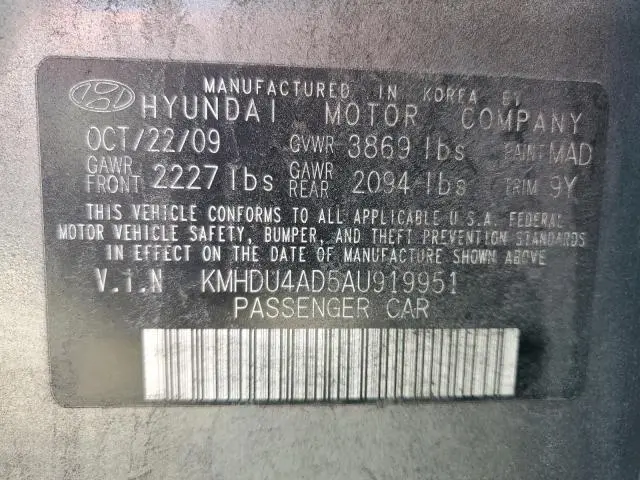 MANUFACTURED IN KOREA BY
HYUNDAI MOTOR COMPANY
OCT/22/09 GVWR 3869 lbs PAINT MAD
GAWR FRONT 2227 lbs GAWR REAR 2094 lbs TRIM 9Y
THIS VEHICLE CONFORMS TO ALL APPLICABLE U.S.A. FEDERAL
MOTOR VEHICLE SAFETY, BUMPER, AND THEFT PREVENTION STANDARDS
IN EFFECT ON THE DATE OF MANUFACTURE SHOWN ABOVE.
V.i.N KMHDU4AD5AU919951
PASSENGER CAR